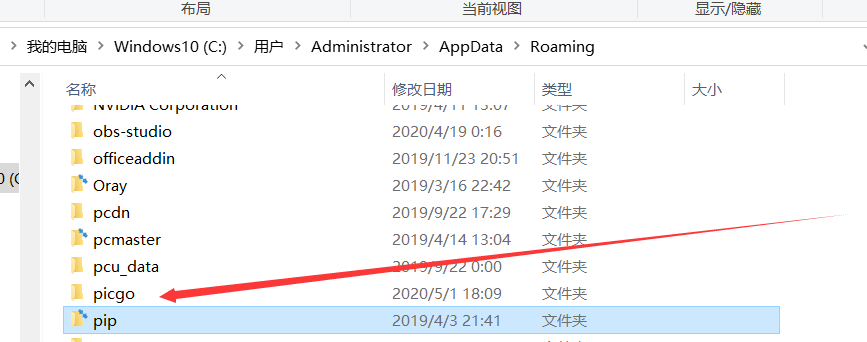 布局 当前视图 显示/隐藏
我的电脑 Windows10 (C:) 用户 Administrator AppData Roaming
名称 修改日期 类型 大小
NVIDIA Corporation 2019/4/11 13:07 文件夹
obs-studio 2020/4/19 0:16 文件夹
officeaddin 2019/11/23 20:51 文件夹
Oray 2019/3/16 22:42 文件夹
pcdn 2019/9/22 17:29 文件夹
pcmaster 2019/4/14 13:04 文件夹
pcu_data 2019/9/22 0:00 文件夹
picgo 2020/5/1 18:09 文件夹
pip 2019/4/3 21:41 文件夹